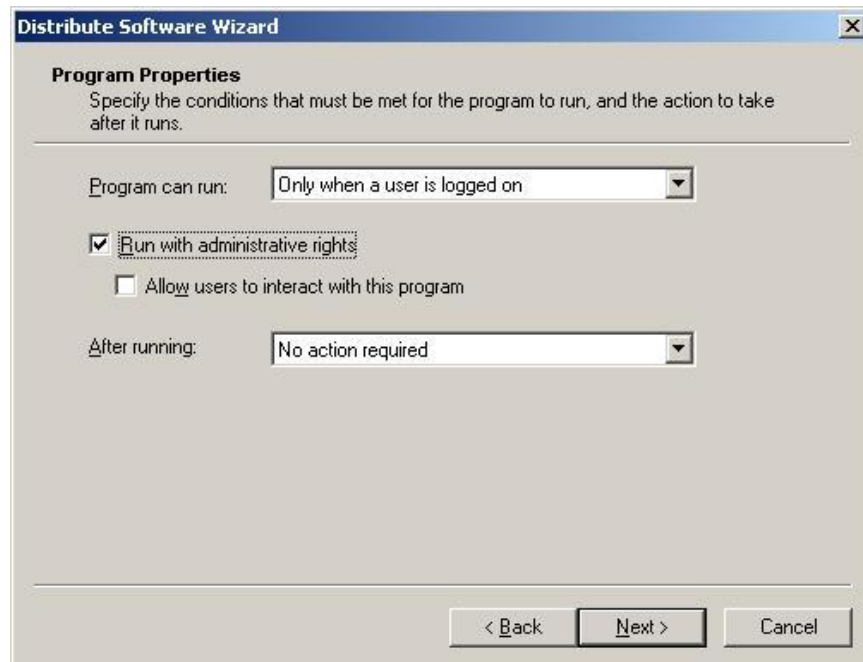 Distribute Software Wizard
Program Properties
Specify the conditions that must be met for the program to run, and the action to take
after it runs.
Program can run: Only when a user is logged on
Run with administrative rights
Allow users to interact with this program
After running: No action required
< Back Next > Cancel